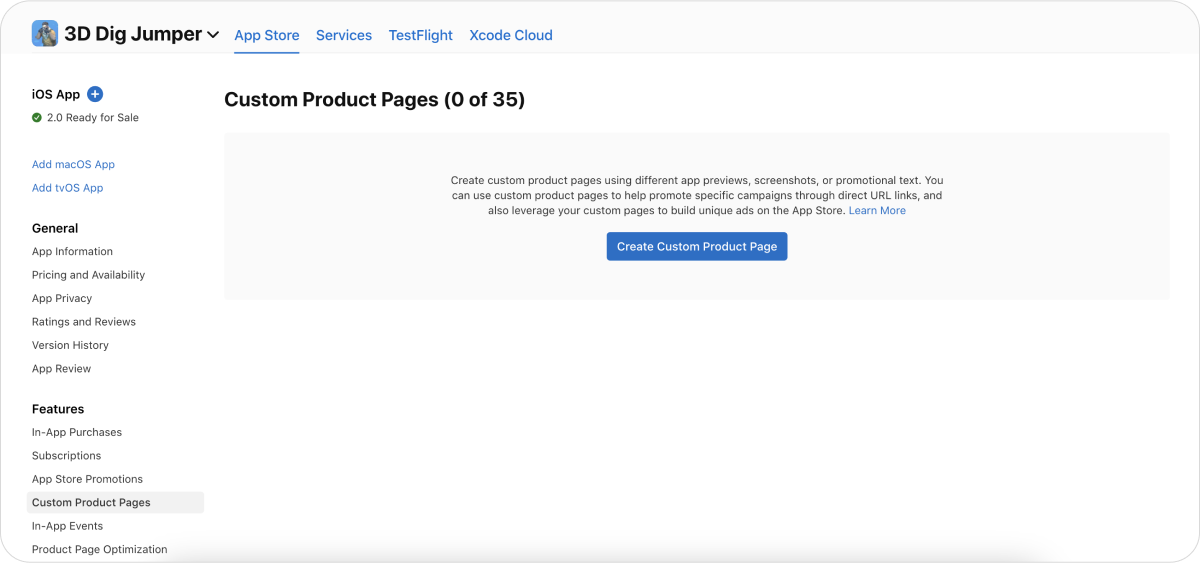 3D Dig Jumper
App Store Services TestFlight Xcode Cloud
iOS App
2.0 Ready for Sale
Add macOS App
Add tvOS App
General
App Information
Pricing and Availability
App Privacy
Ratings and Reviews
Version History
App Review
Features
In-App Purchases
Subscriptions
App Store Promotions
Custom Product Pages
In-App Events
Product Page Optimization
Custom Product Pages (0 of 35)
Create custom product pages using different app previews, screenshots, or promotional text. You
can use custom product pages to help promote specific campaigns through direct URL links, and
also leverage your custom pages to build unique ads on the App Store. Learn More
Create Custom Product Page